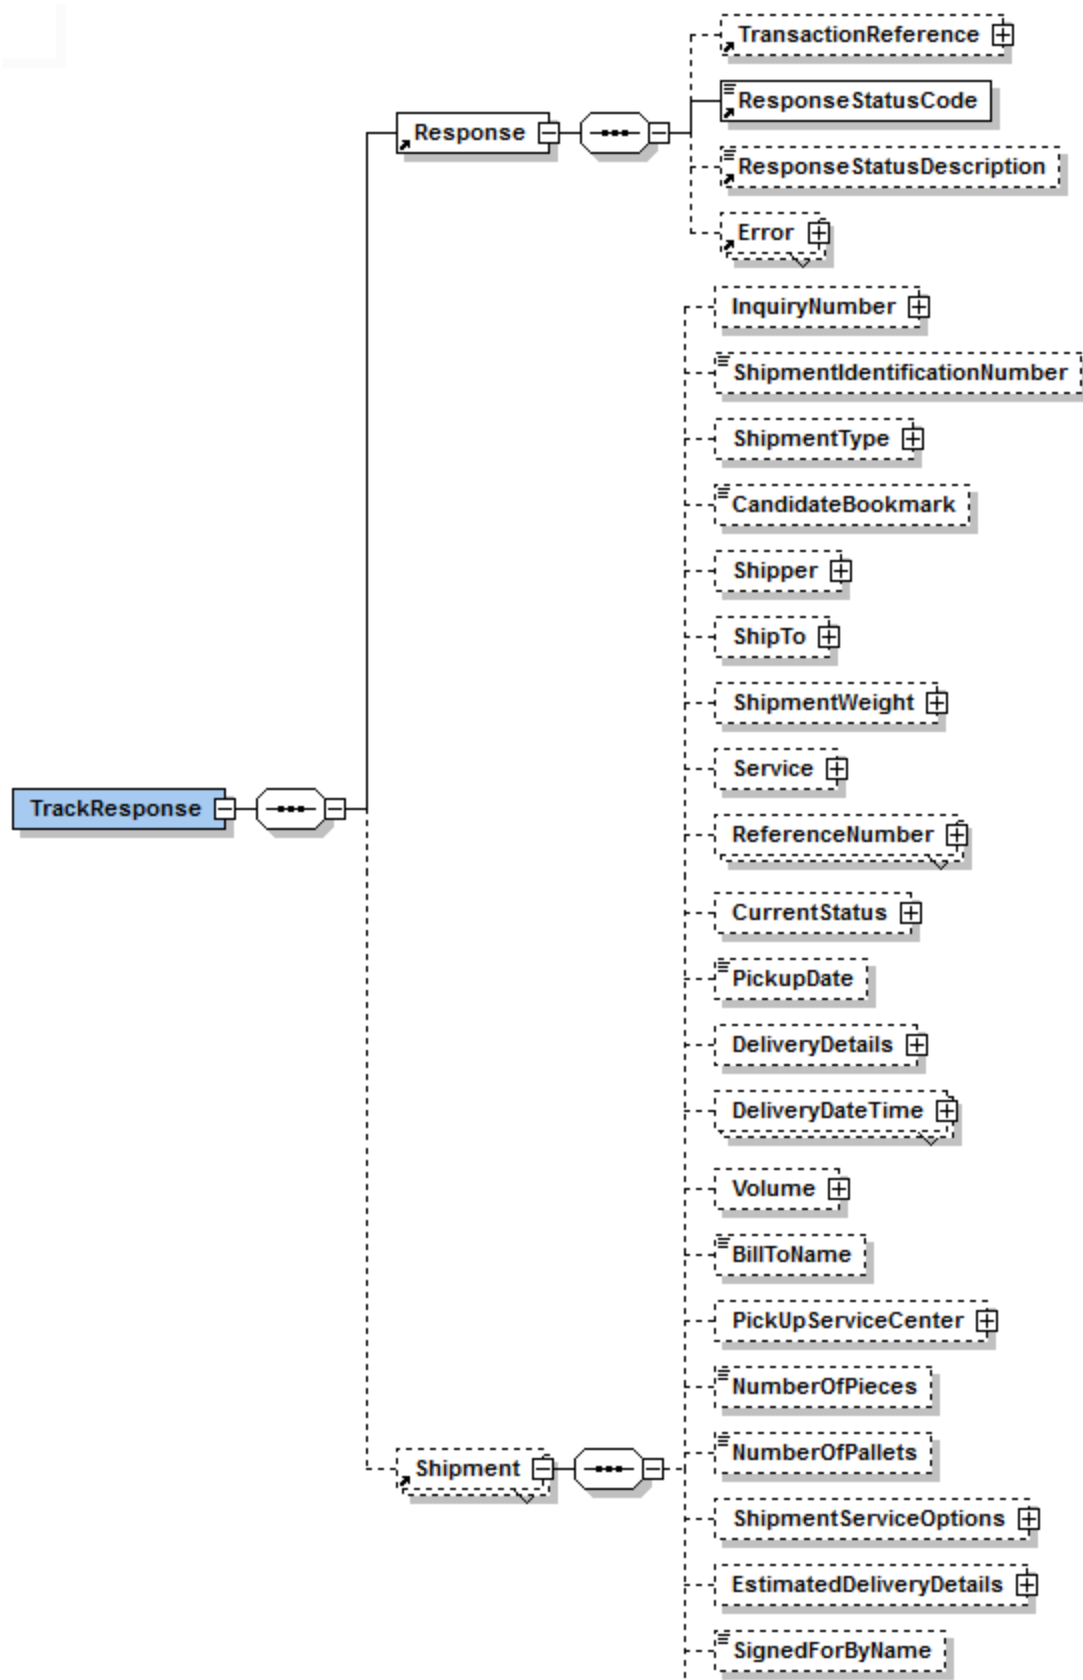 TransactionReference
ResponseStatusCode
Response
ResponseStatusDescription
Error
InquiryNumber
ShipmentIdentificationNumber
ShipmentType
CandidateBookmark
Shipper
ShipTo
ShipmentWeight
Service
TrackResponse
ReferenceNumber
CurrentStatus
PickupDate
DeliveryDetails
DeliveryDateTime
Volume
BillToName
PickUpServiceCenter
NumberOfPieces
NumberOfPallets
Shipment
ShipmentServiceOptions
EstimatedDeliveryDetails
SignedForByName